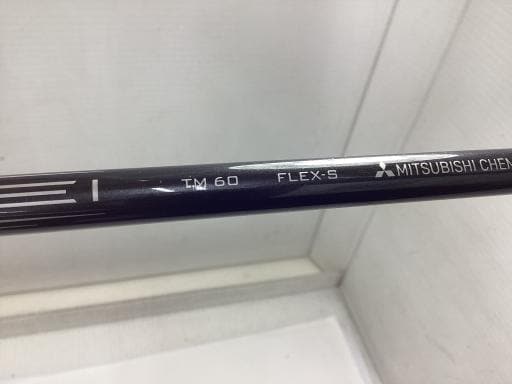 TM 60 FLEX-S MITSUBISHI CHEM